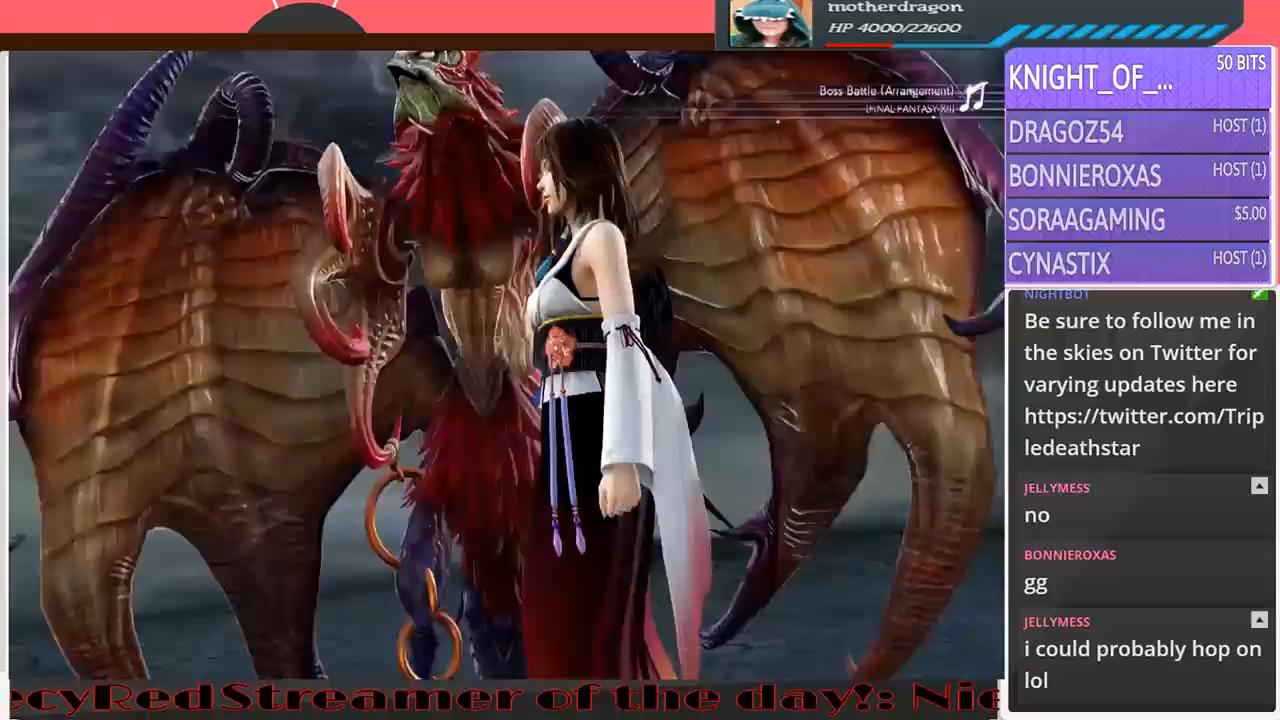 motherdragon
HP 4000/22600
Boss Battle (Arrangement)
[FINAL FANTASY XII]
KNIGHT_OF_... 50 BITS
DRAGOZ54 HOST (1)
BONNIEROXAS HOST (1)
SORAAGAMING $5.00
CYNASTIX HOST (1)
NIGHTBOT
Be sure to follow me in
the skies on Twitter for
varying updates here
https://twitter.com/Trip
ledeathstar
JELLYMESS
no
BONNIEROXAS
gg
JELLYMESS
i could probably hop on
lol
ecyRedStreamer of the day!: Nie